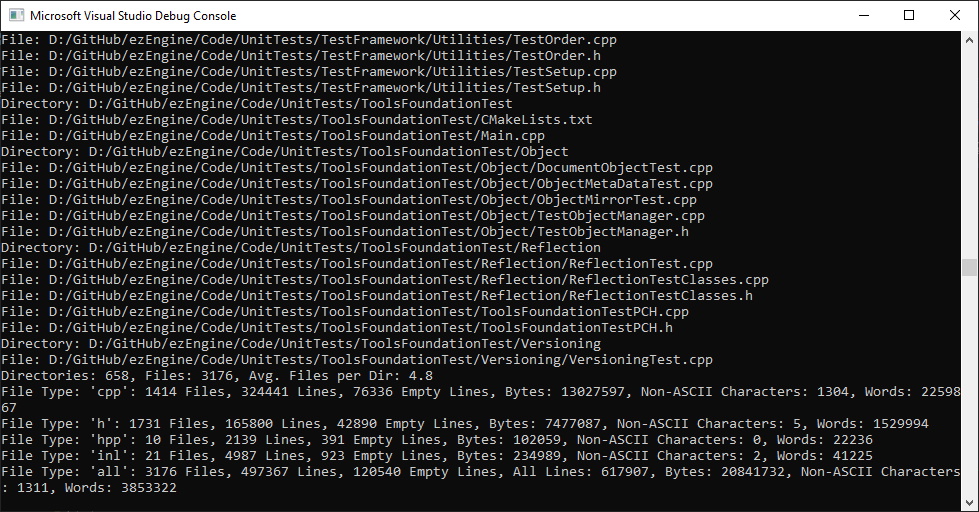 Microsoft Visual Studio Debug Console
File: D:/GitHub/ezEngine/Code/UnitTests/TestFramework/Utilities/TestOrder.cpp
File: D:/GitHub/ezEngine/Code/UnitTests/TestFramework/Utilities/TestOrder.h
File: D:/GitHub/ezEngine/Code/UnitTests/TestFramework/Utilities/TestSetup.cpp
File: D:/GitHub/ezEngine/Code/UnitTests/TestFramework/Utilities/TestSetup.h
Directory: D:/GitHub/ezEngine/Code/UnitTests/ToolsFoundationTest
File: D:/GitHub/ezEngine/Code/UnitTests/ToolsFoundationTest/CMakeLists.txt
File: D:/GitHub/ezEngine/Code/UnitTests/ToolsFoundationTest/Main.cpp
Directory: D:/GitHub/ezEngine/Code/UnitTests/ToolsFoundationTest/Object
File: D:/GitHub/ezEngine/Code/UnitTests/ToolsFoundationTest/Object/DocumentObjectTest.cpp
File: D:/GitHub/ezEngine/Code/UnitTests/ToolsFoundationTest/Object/ObjectMetaDataTest.cpp
File: D:/GitHub/ezEngine/Code/UnitTests/ToolsFoundationTest/Object/ObjectMirrorTest.cpp
File: D:/GitHub/ezEngine/Code/UnitTests/ToolsFoundationTest/Object/TestObjectManager.cpp
File: D:/GitHub/ezEngine/Code/UnitTests/ToolsFoundationTest/Object/TestObjectManager.h
Directory: D:/GitHub/ezEngine/Code/UnitTests/ToolsFoundationTest/Reflection
File: D:/GitHub/ezEngine/Code/UnitTests/ToolsFoundationTest/Reflection/ReflectionTest.cpp
File: D:/GitHub/ezEngine/Code/UnitTests/ToolsFoundationTest/Reflection/ReflectionTestClasses.cpp
File: D:/GitHub/ezEngine/Code/UnitTests/ToolsFoundationTest/Reflection/ReflectionTestClasses.h
File: D:/GitHub/ezEngine/Code/UnitTests/ToolsFoundationTest/ToolsFoundationTestPCH.cpp
File: D:/GitHub/ezEngine/Code/UnitTests/ToolsFoundationTest/ToolsFoundationTestPCH.h
Directory: D:/GitHub/ezEngine/Code/UnitTests/ToolsFoundationTest/Versioning
File: D:/GitHub/ezEngine/Code/UnitTests/ToolsFoundationTest/Versioning/VersioningTest.cpp
Directories: 658, Files: 3176, Avg. Files per Dir: 4.8
File Type: 'cpp': 1414 Files, 324441 Lines, 76336 Empty Lines, Bytes: 13027597, Non-ASCII Characters: 1304, Words: 22598
67
File Type: 'h': 1731 Files, 165800 Lines, 42890 Empty Lines, Bytes: 7477087, Non-ASCII Characters: 5, Words: 1529994
File Type: 'hpp': 10 Files, 2139 Lines, 391 Empty Lines, Bytes: 102059, Non-ASCII Characters: 0, Words: 22236
File Type: 'inl': 21 Files, 4987 Lines, 923 Empty Lines, Bytes: 234989, Non-ASCII Characters: 2, Words: 41225
File Type: 'all': 3176 Files, 497367 Lines, 120540 Empty Lines, All Lines: 617907, Bytes: 20841732, Non-ASCII Characters
: 1311, Words: 3853322